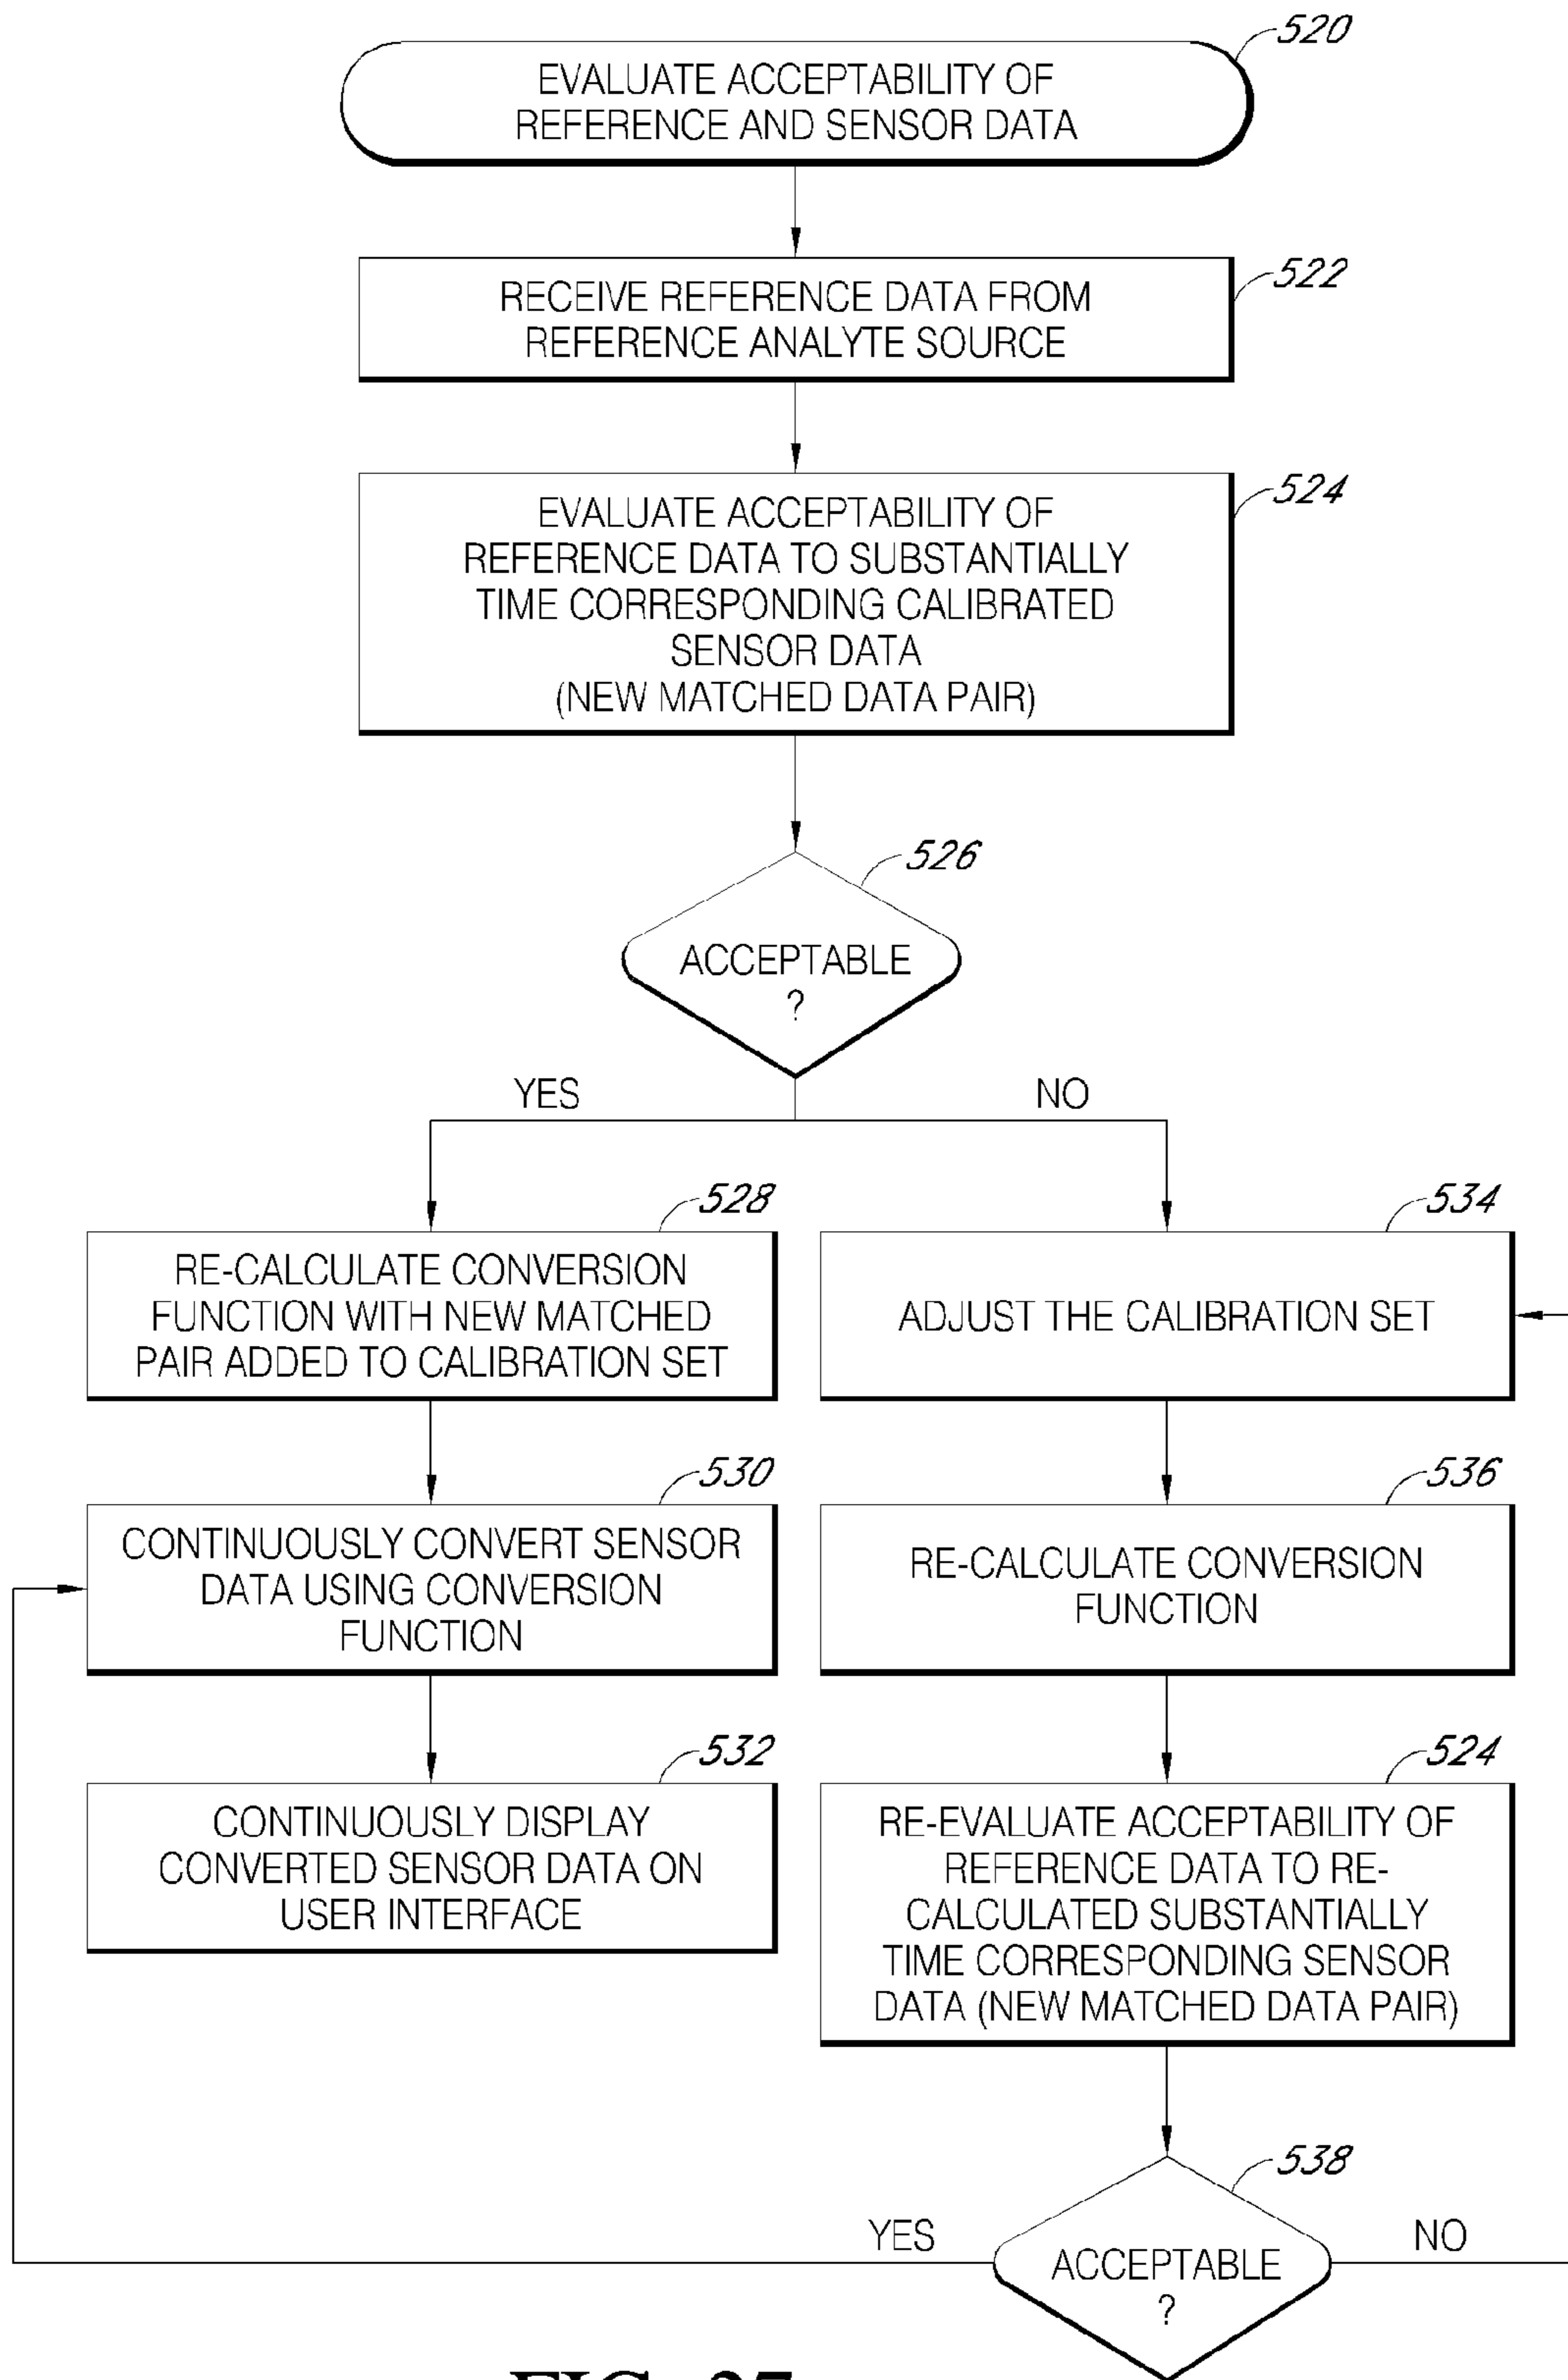 520
EVALUATE ACCEPTABILITY OF
REFERENCE AND SENSOR DATA
522
RECEIVE REFERENCE DATA FROM
REFERENCE ANALYTE SOURCE
524
EVALUATE ACCEPTABILITY OF
REFERENCE DATA TO SUBSTANTIALLY
TIME CORRESPONDING CALIBRATED
SENSOR DATA
(NEW MATCHED DATA PAIR)
526
ACCEPTABLE
?
YES
NO
528
RE-CALCULATE CONVERSION
FUNCTION WITH NEW MATCHED
PAIR ADDED TO CALIBRATION SET
534
ADJUST THE CALIBRATION SET
530
CONTINUOUSLY CONVERT SENSOR
DATA USING CONVERSION
FUNCTION
536
RE-CALCULATE CONVERSION
FUNCTION
532
CONTINUOUSLY DISPLAY
CONVERTED SENSOR DATA ON
USER INTERFACE
524
RE-EVALUATE ACCEPTABILITY OF
REFERENCE DATA TO RE-
CALCULATED SUBSTANTIALLY
TIME CORRESPONDING SENSOR
DATA (NEW MATCHED DATA PAIR)
538
YES
ACCEPTABLE
?
NO